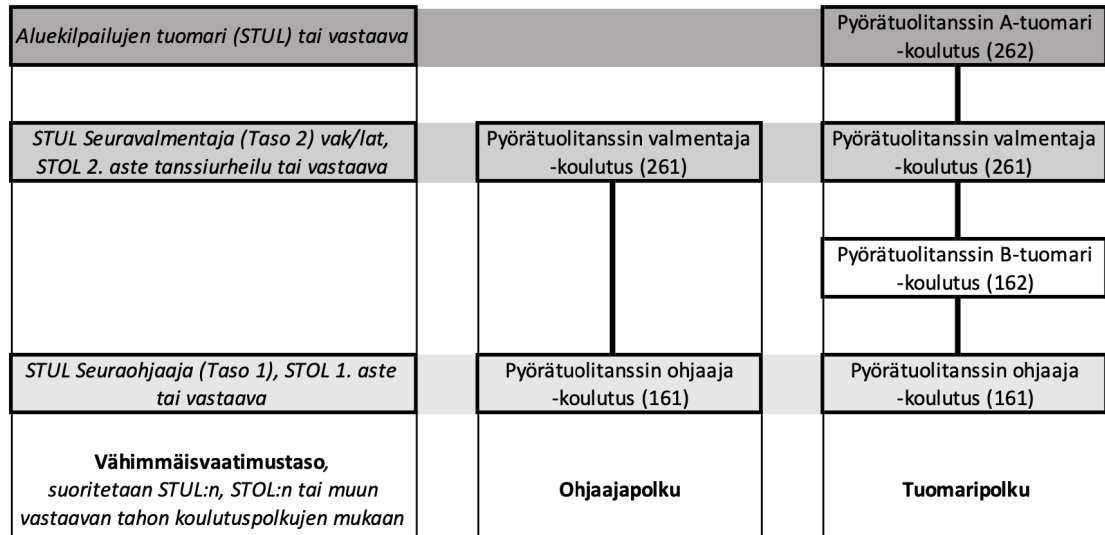 Aluekilpailujen tuomari (STUL) tai vastaava
Pyörätuolitanssin A-tuomari
-koulutus (262)
STUL Seuravalmentaja (Taso 2) vak/lat,
STOL 2. aste tanssiurheilu tai vastaava
Pyörätuolitanssin valmentaja
-koulutus (261)
Pyörätuolitanssin valmentaja
-koulutus (261)
Pyörätuolitanssin B-tuomari
-koulutus (162)
STUL Seuraohjaaja (Taso 1), STOL 1. aste
tai vastaava
Pyörätuolitanssin ohjaaja
-koulutus (161)
Pyörätuolitanssin ohjaaja
-koulutus (161)
Vähimmäisvaatimustaso,
suoritetaan STUL:n, STOL:n tai muun
vastaavan tahon koulutuspolkujen mukaan
Ohjaajapolku
Tuomaripolku